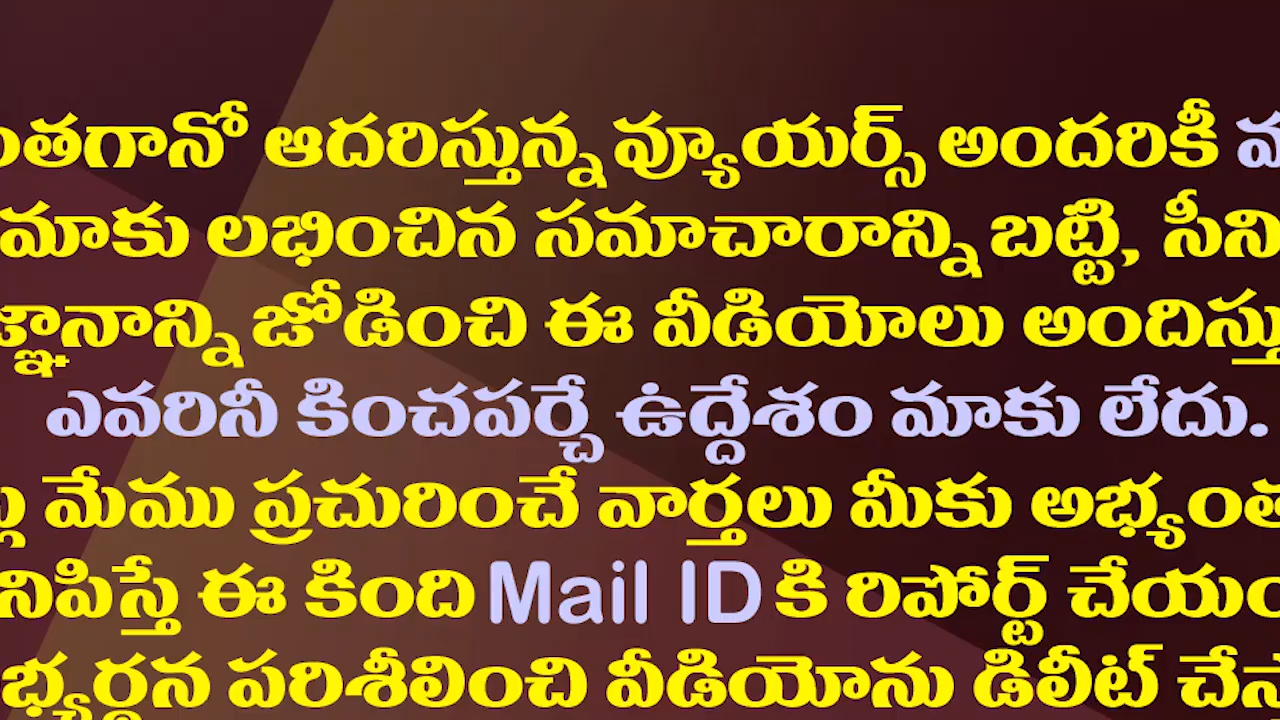 ంతగానో ఆదరిస్తున్న వ్యూయర్స్ అందరికీ
మాకు లభించిన సమాచారాన్ని బట్టి, సీని
జ్ఞానాన్ని జోడించి ఈ వీడియోలు అందిస్తు
ఎవరినీ కించపర్చే ఉద్దేశం మాకు లేదు.
మేము ప్రచురించే వార్తలు మీకు అభ్యంత
నిపిస్తే ఈ కింది Mail ID కి రిపోర్ట్ చేయం
భ్యర్థన పరిశీలించి వీడియోను డిలీట్ చేస